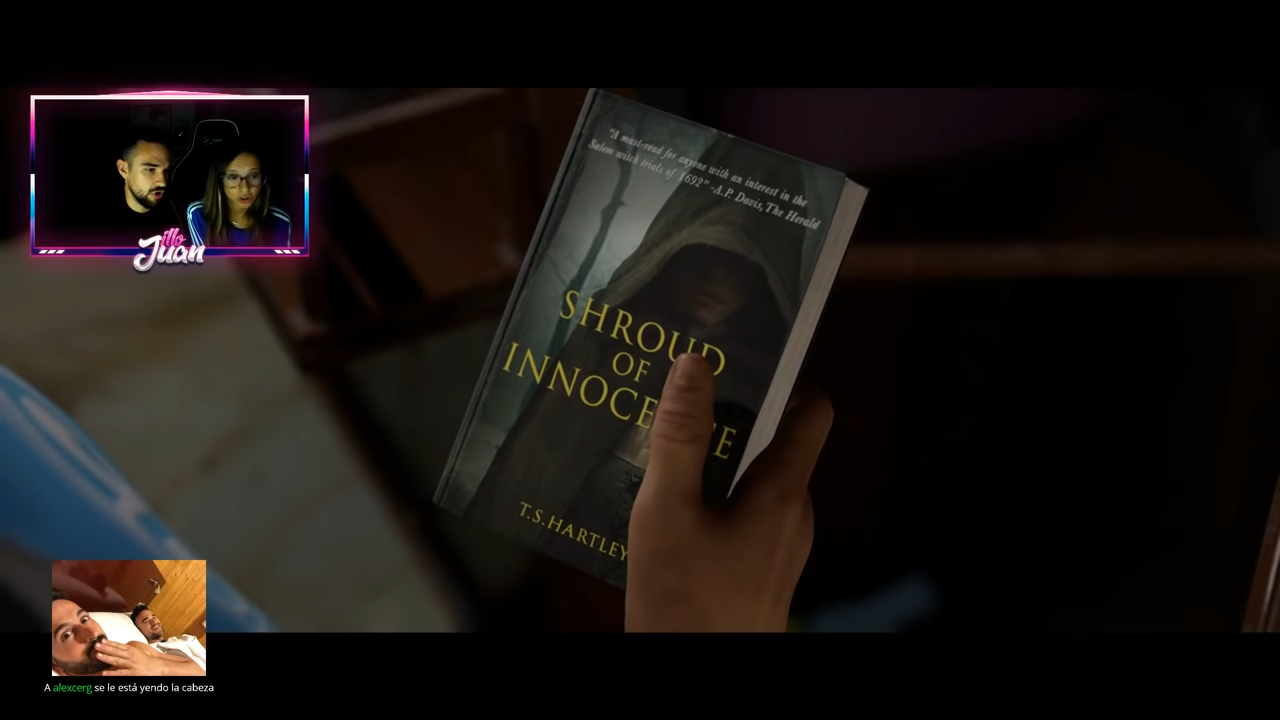 "A must-read for anyone with an interest in the
Salem witch trials of 1692" -A.P. Davis, The Herald
illo
Juan
SHROUD
OF
T.S. HARTLEY
A alexcerg se le está yendo la cabeza